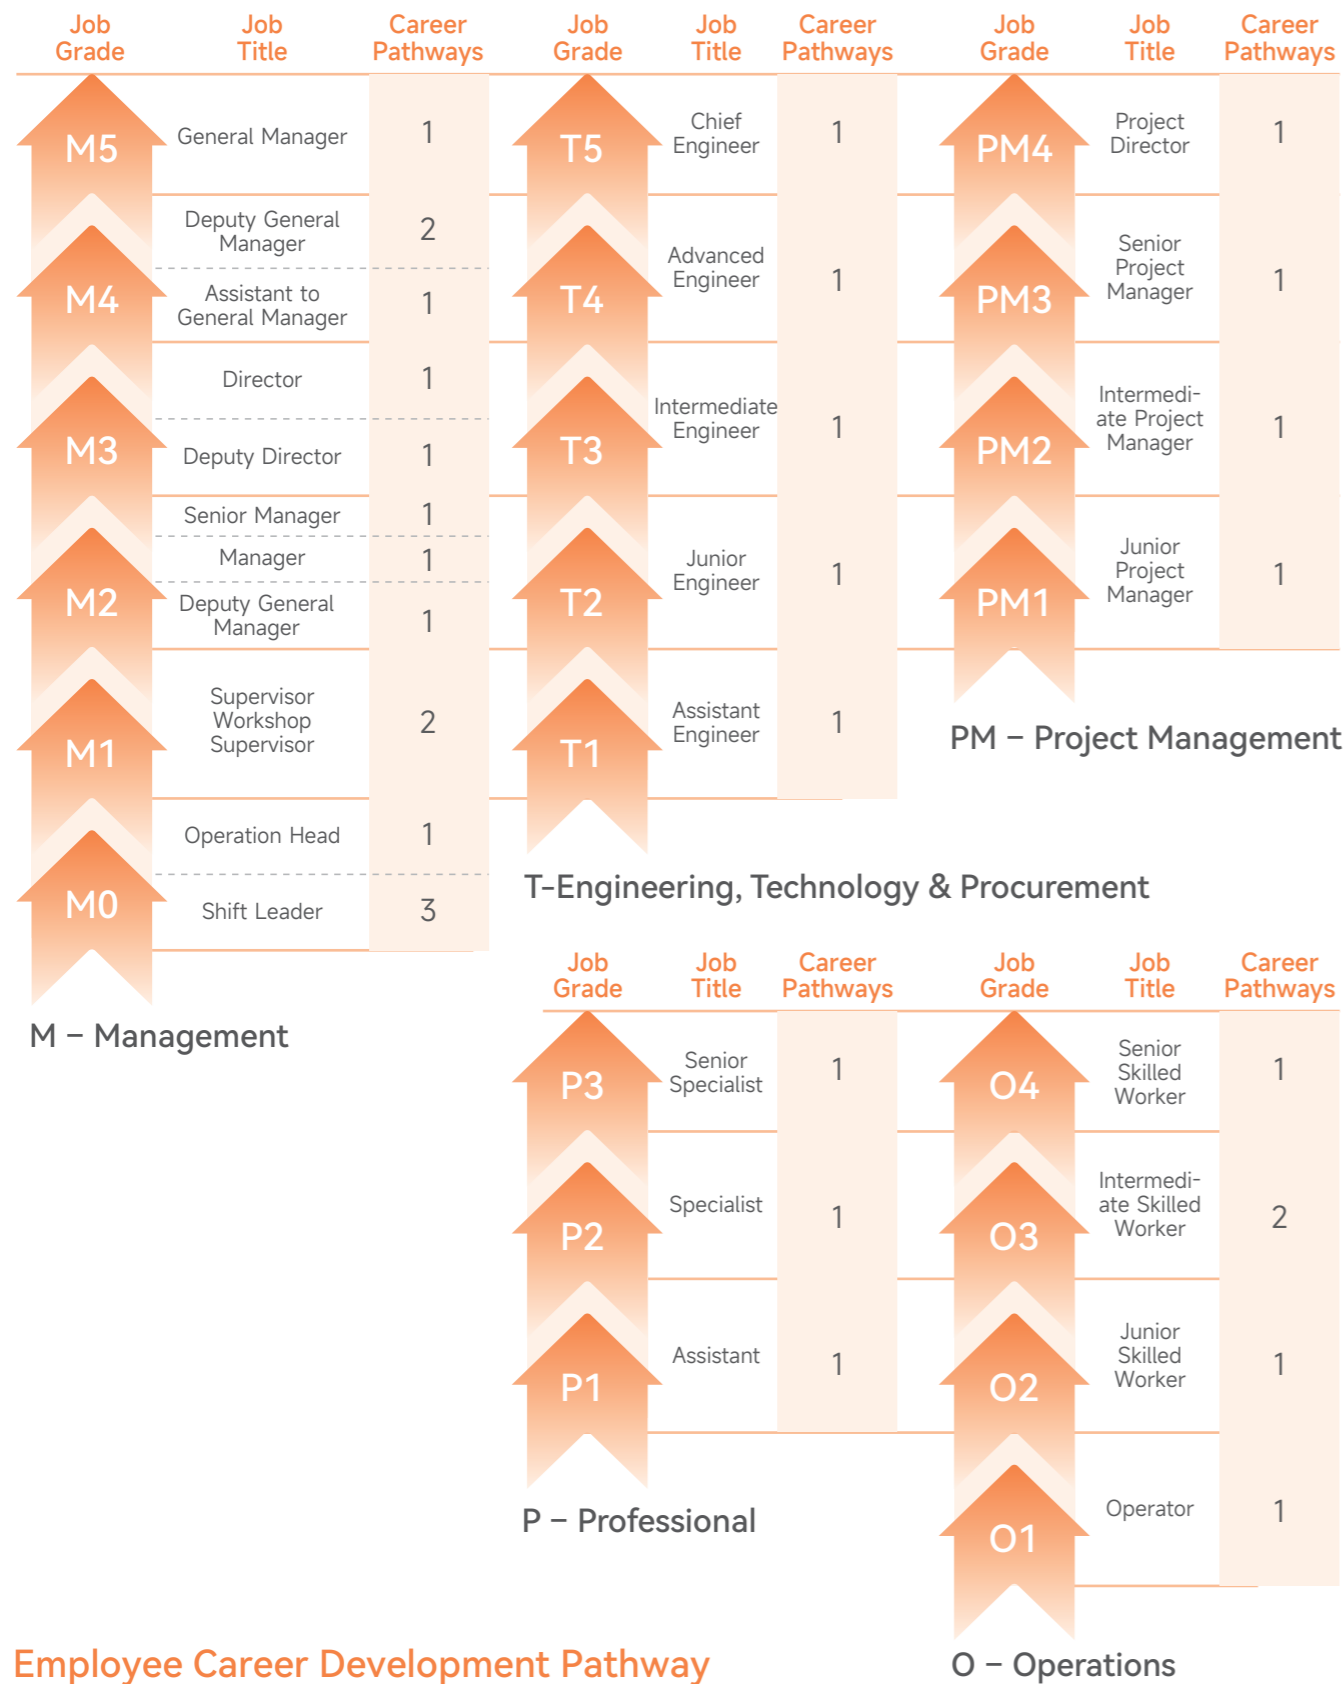 Job
Grade
Job
Title
Career
Pathways
M5
General Manager
1
M4
Deputy General
Manager
2
Assistant to
General Manager
1
M3
Director
1
Deputy Director
1
M2
Senior Manager
1
Manager
1
Deputy General
Manager
1
M1
Supervisor
Workshop
Supervisor
2
M0
Operation Head
1
Shift Leader
3
M – Management
Job
Grade
Job
Title
Career
Pathways
T5
Chief
Engineer
1
T4
Advanced
Engineer
1
T3
Intermediate
Engineer
1
T2
Junior
Engineer
1
T1
Assistant
Engineer
1
T-Engineering, Technology & Procurement
Job
Grade
Job
Title
Career
Pathways
PM4
Project
Director
1
PM3
Senior
Project
Manager
1
PM2
Intermedi-
ate Project
Manager
1
PM1
Junior
Project
Manager
1
PM – Project Management
Job
Grade
Job
Title
Career
Pathways
P3
Senior
Specialist
1
P2
Specialist
1
P1
Assistant
1
P – Professional
Job
Grade
Job
Title
Career
Pathways
O4
Senior
Skilled
Worker
1
O3
Intermedi-
ate Skilled
Worker
2
O2
Junior
Skilled
Worker
1
O1
Operator
1
O – Operations
Employee Career Development Pathway